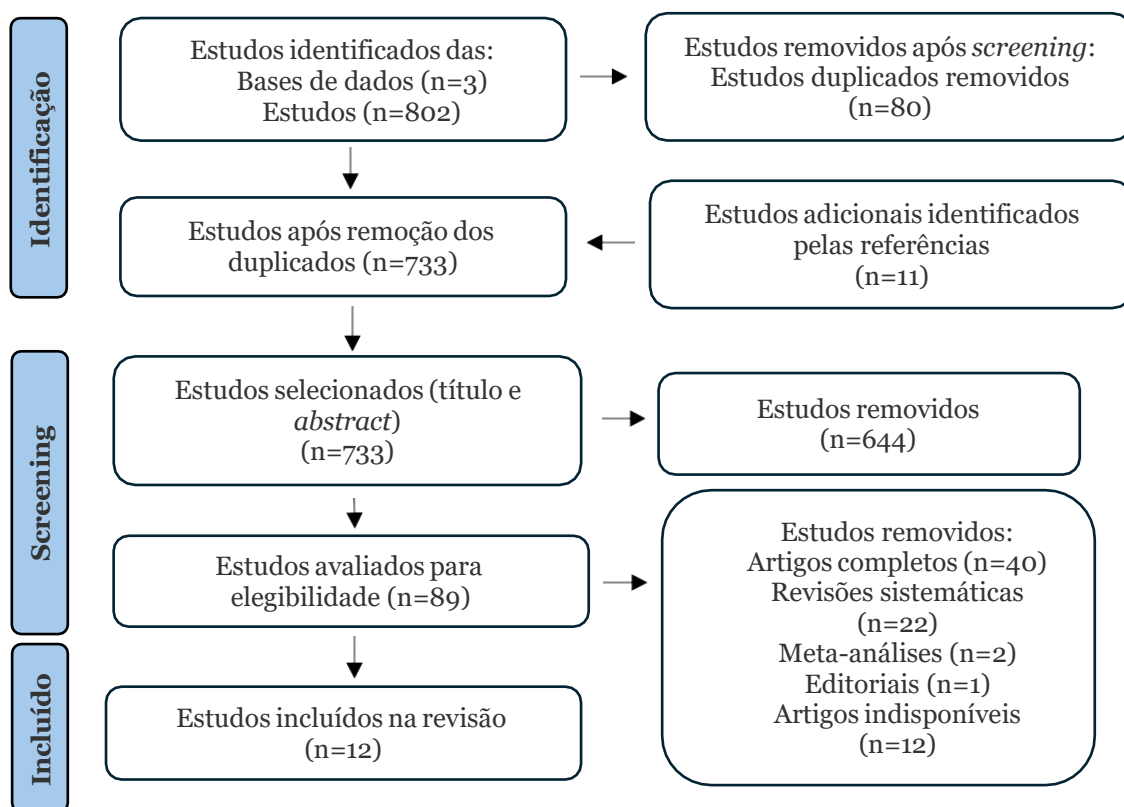 Identificação
Estudos identificados das:
Bases de dados (n=3)
Estudos (n=802)
Estudos removidos após screening:
Estudos duplicados removidos
(n=80)
Estudos após remoção dos
duplicados (n=733)
Estudos adicionais identificados
pelas referências
(n=11)
Screening
Estudos selecionados (título e
abstract)
(n=733)
Estudos removidos
(n=644)
Estudos avaliados para
elegibilidade (n=89)
Estudos removidos:
Artigos completos (n=40)
Revisões sistemáticas
(n=22)
Meta-análises (n=2)
Editoriais (n=1)
Artigos indisponíveis
(n=12)
Incluído
Estudos incluídos na revisão
(n=12)